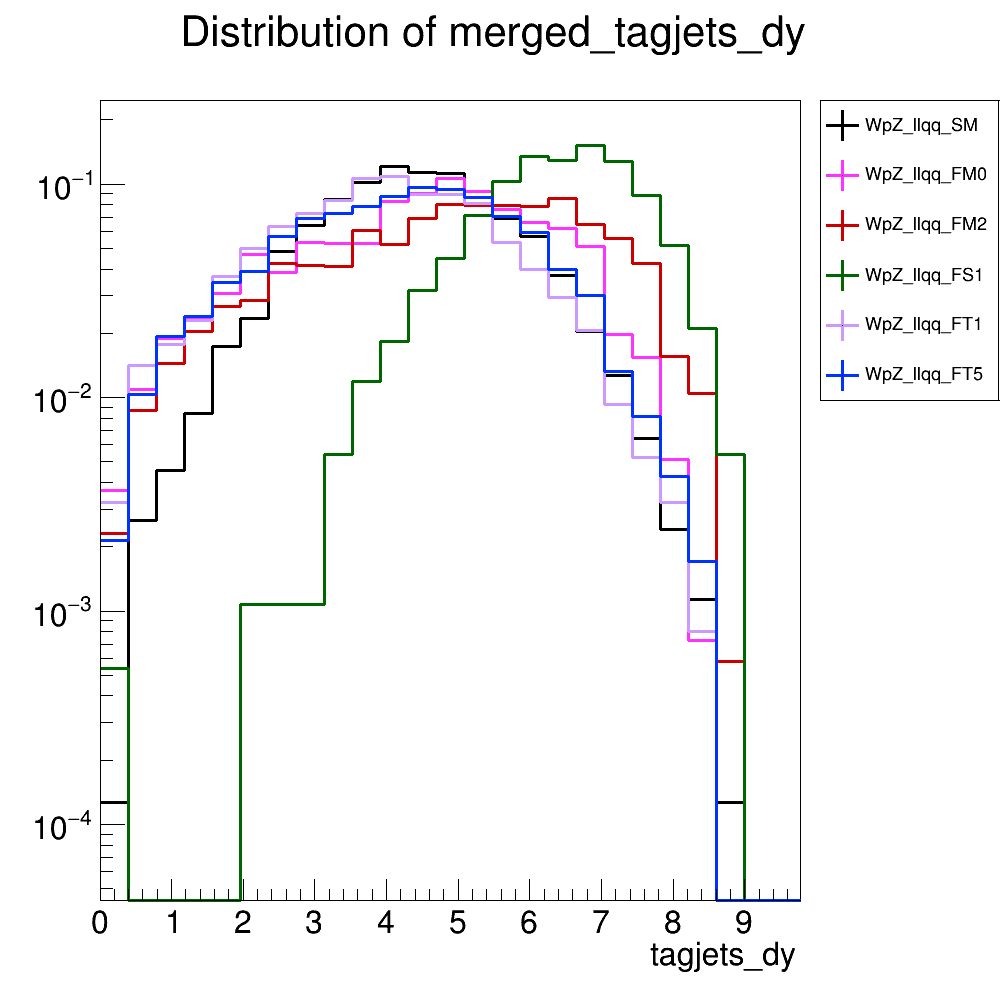 Distribution of merged_tagjets_dy
10⁻¹
10⁻²
10⁻³
10⁻⁴
0 1 2 3 4 5 6 7 8 9
tagjets_dy
WpZ_llqq_SM
WpZ_llqq_FM0
WpZ_llqq_FM2
WpZ_llqq_FS1
WpZ_llqq_FT1
WpZ_llqq_FT5